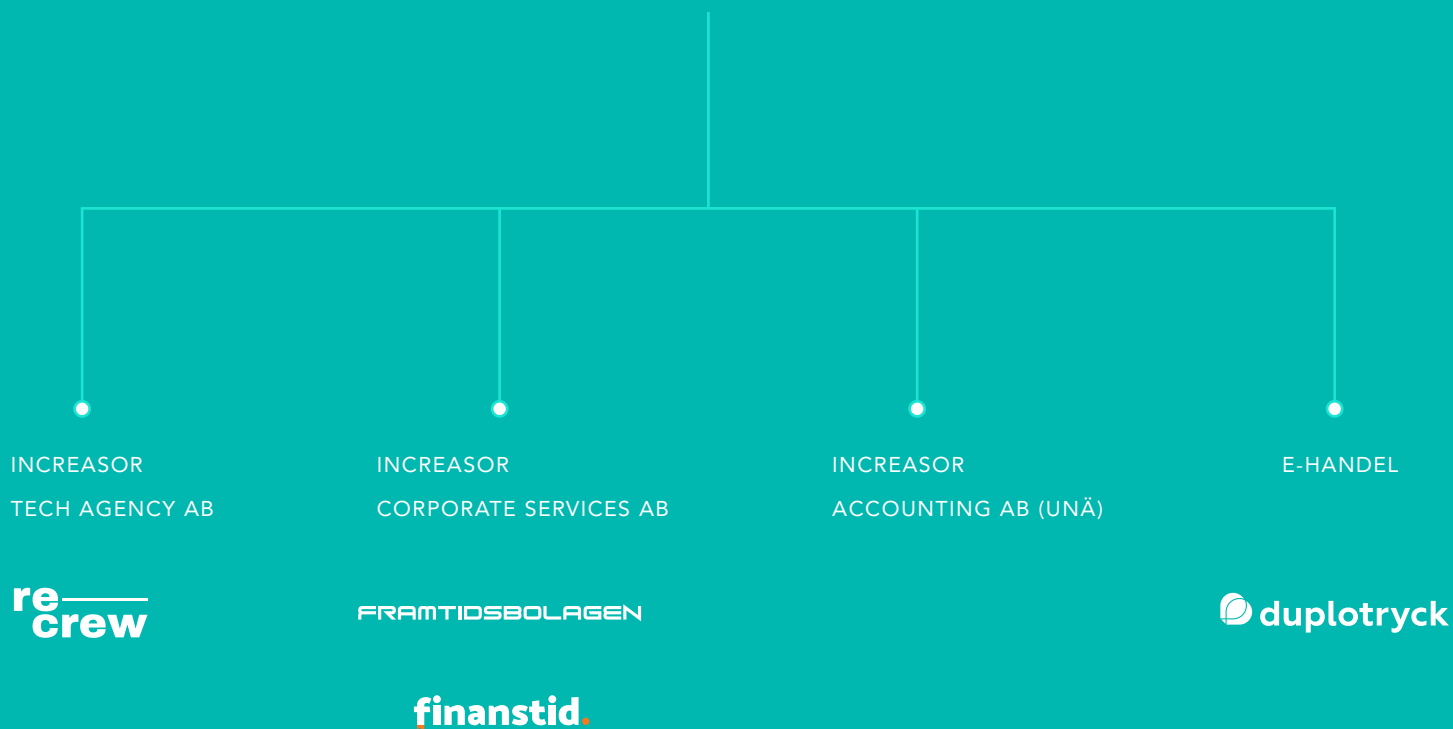 INCREASOR
TECH AGENCY AB
INCREASOR
CORPORATE SERVICES AB
INCREASOR
ACCOUNTING AB (UNÄ)
E-HANDEL
re
crew
FRAMTIDSBOLAGEN
duplotryck
finanstid.